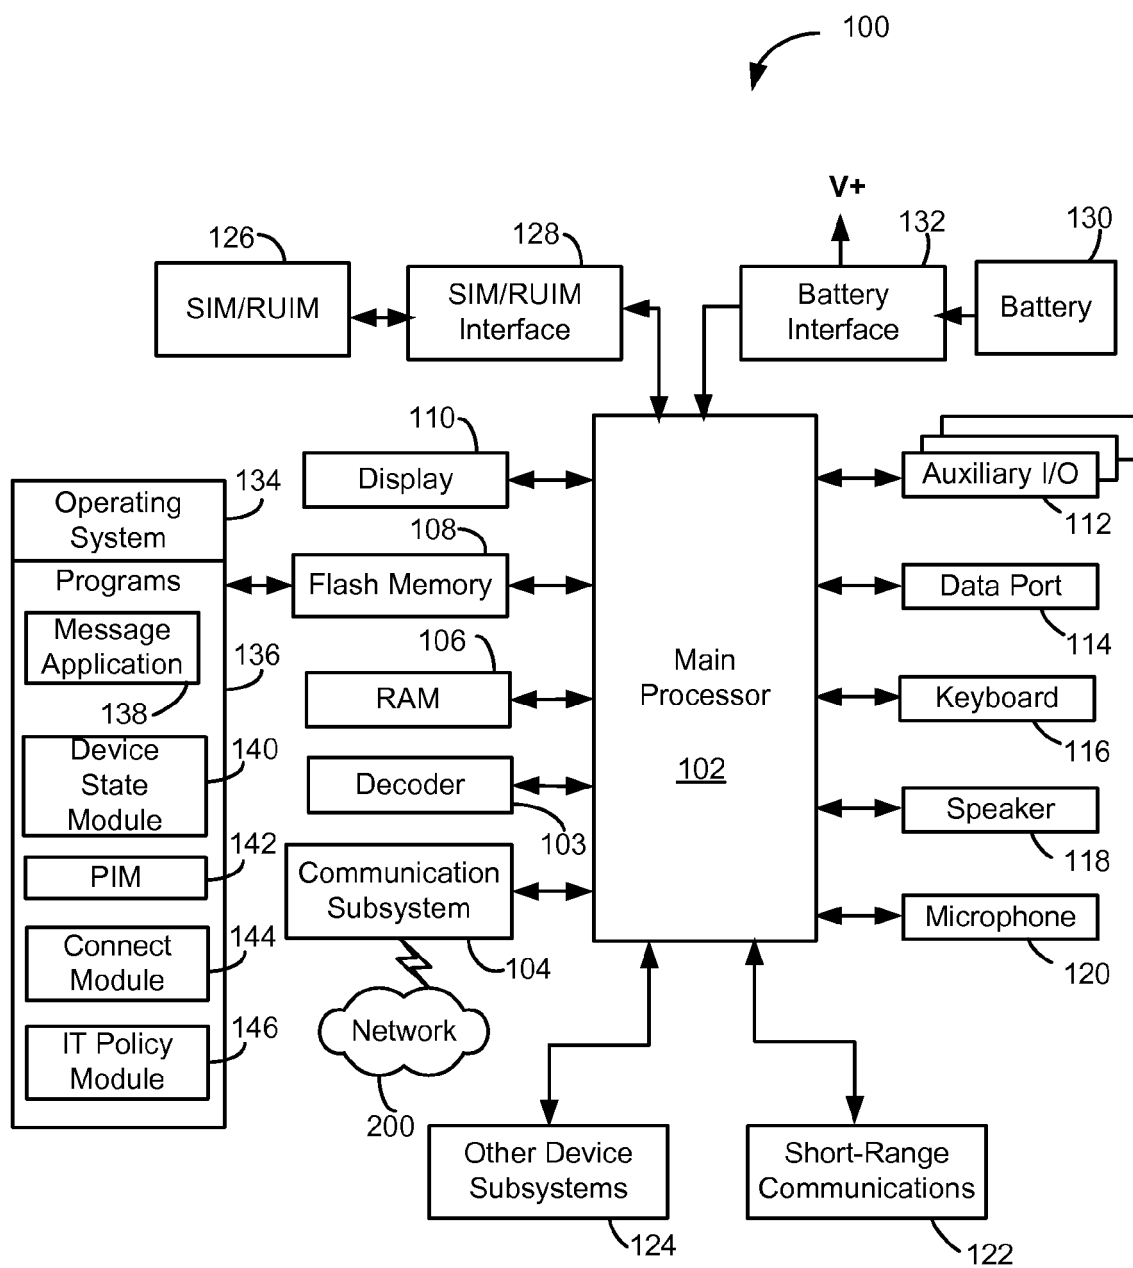 100
V+
126
128
132
130
SIM/RUIM
SIM/RUIM
Interface
Battery
Interface
Battery
110
Display
Auxiliary I/O
112
134
Operating
System
108
Flash Memory
Data Port
114
Programs
Message
Application
138
136
106
RAM
Main
Processor
102
Keyboard
116
Device
State
Module
140
Decoder
103
Speaker
118
PIM
142
Communication
Subsystem
104
Microphone
120
Connect
Module
144
Network
200
IT Policy
Module
146
Other Device
Subsystems
124
Short-Range
Communications
122